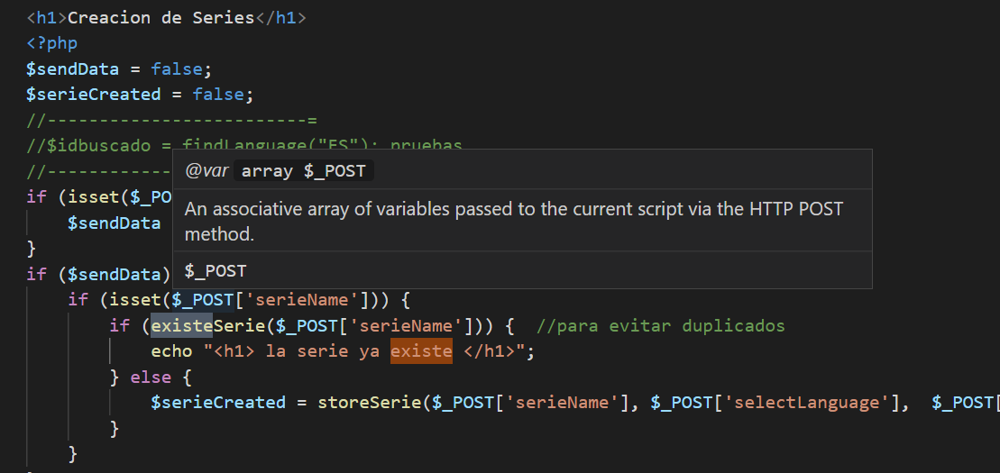 <h1>Creacion de Series</h1>
<?php
$sendData = false;
$serieCreated = false;
//-------------------------=
//$idbuscado = findLanguage("ES"); pruebas
//------------
@var array $_POST
if (isset($_PO
An associative array of variables passed to the current script via the HTTP POST
$sendData
method.
}
$_POST
if ($sendData)
if (isset($_POST['serieName'])) {
if (existeSerie($_POST['serieName'])) {  //para evitar duplicados
echo "<h1> la serie ya existe </h1>";
} else {
$serieCreated = storeSerie($_POST['serieName'], $_POST['selectLanguage'],  $_POST[
}
}